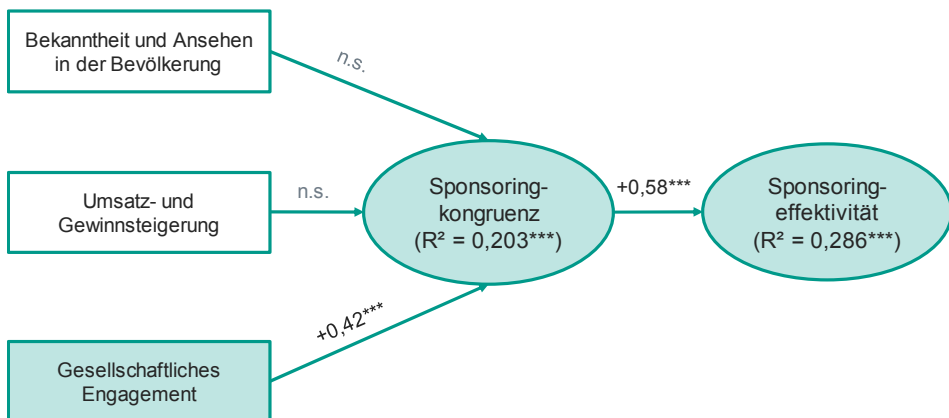 Bekanntheit und Ansehen
in der Bevölkerung
n.s.
Umsatz- und
Gewinnsteigerung
n.s.
Sponsoring-
kongruenz
(R² = 0,203***)
+0,58***
Sponsoring-
effektivität
(R² = 0,286***)
+0,42***
Gesellschaftliches
Engagement